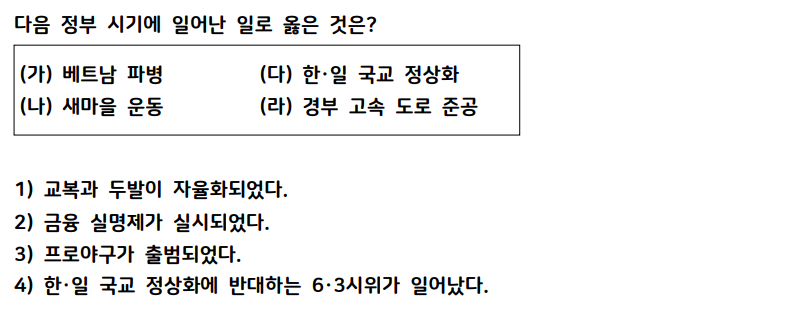 다음 정부 시기에 일어난 일로 옳은 것은?
(가) 베트남 파병 (다) 한·일 국교 정상화
(나) 새마을 운동 (라) 경부 고속 도로 준공
1) 교복과 두발이 자율화되었다.
2) 금융 실명제가 실시되었다.
3) 프로야구가 출범되었다.
4) 한·일 국교 정상화에 반대하는 6·3시위가 일어났다.